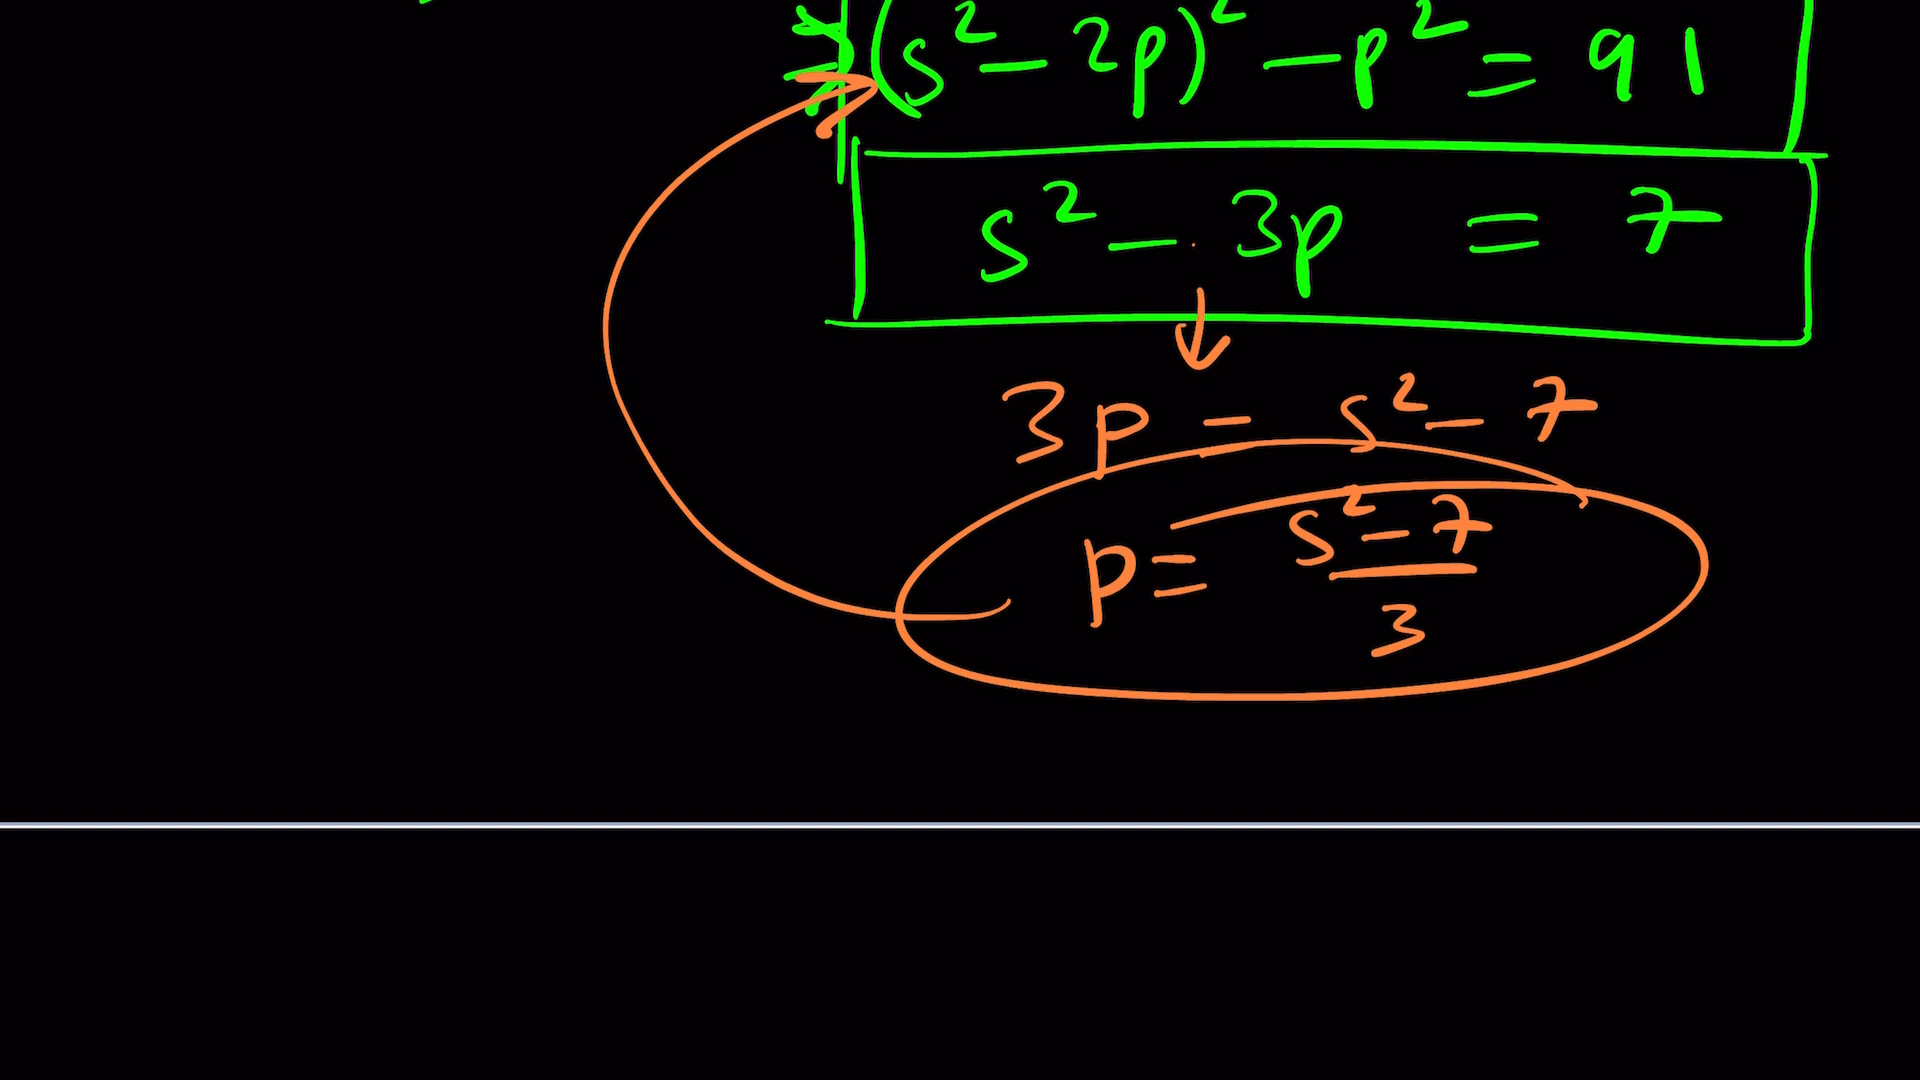 (s² - 2p)² - p² = 91
s² - 3p = 7
3p = s² - 7
p = (s² - 7)/3